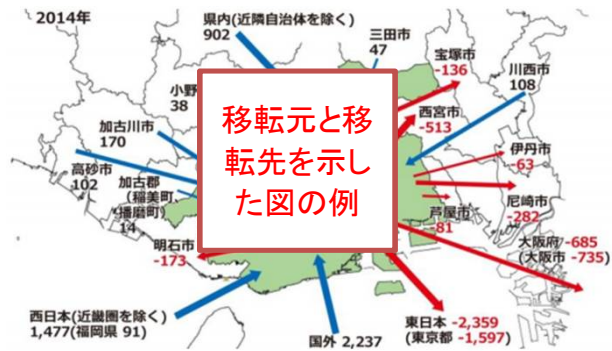 2014年
県内(近隣自治体を除く)
902
三田市
47
宝塚市
-136
川西市
108
小野
38
西宮市
-513
加古川市
170
伊丹市
-63
高砂市
102
加古郡
(稲美町、
播磨町)
14
移転元と移
転先を示し
た図の例
芦屋市
-81
尼崎市
-282
明石市
-173
大阪府 -685
(大阪市 -735)
西日本(近畿圏を除く)
1,477(福岡県 91)
国外 2,237
東日本 -2,359
(東京都 -1,597)